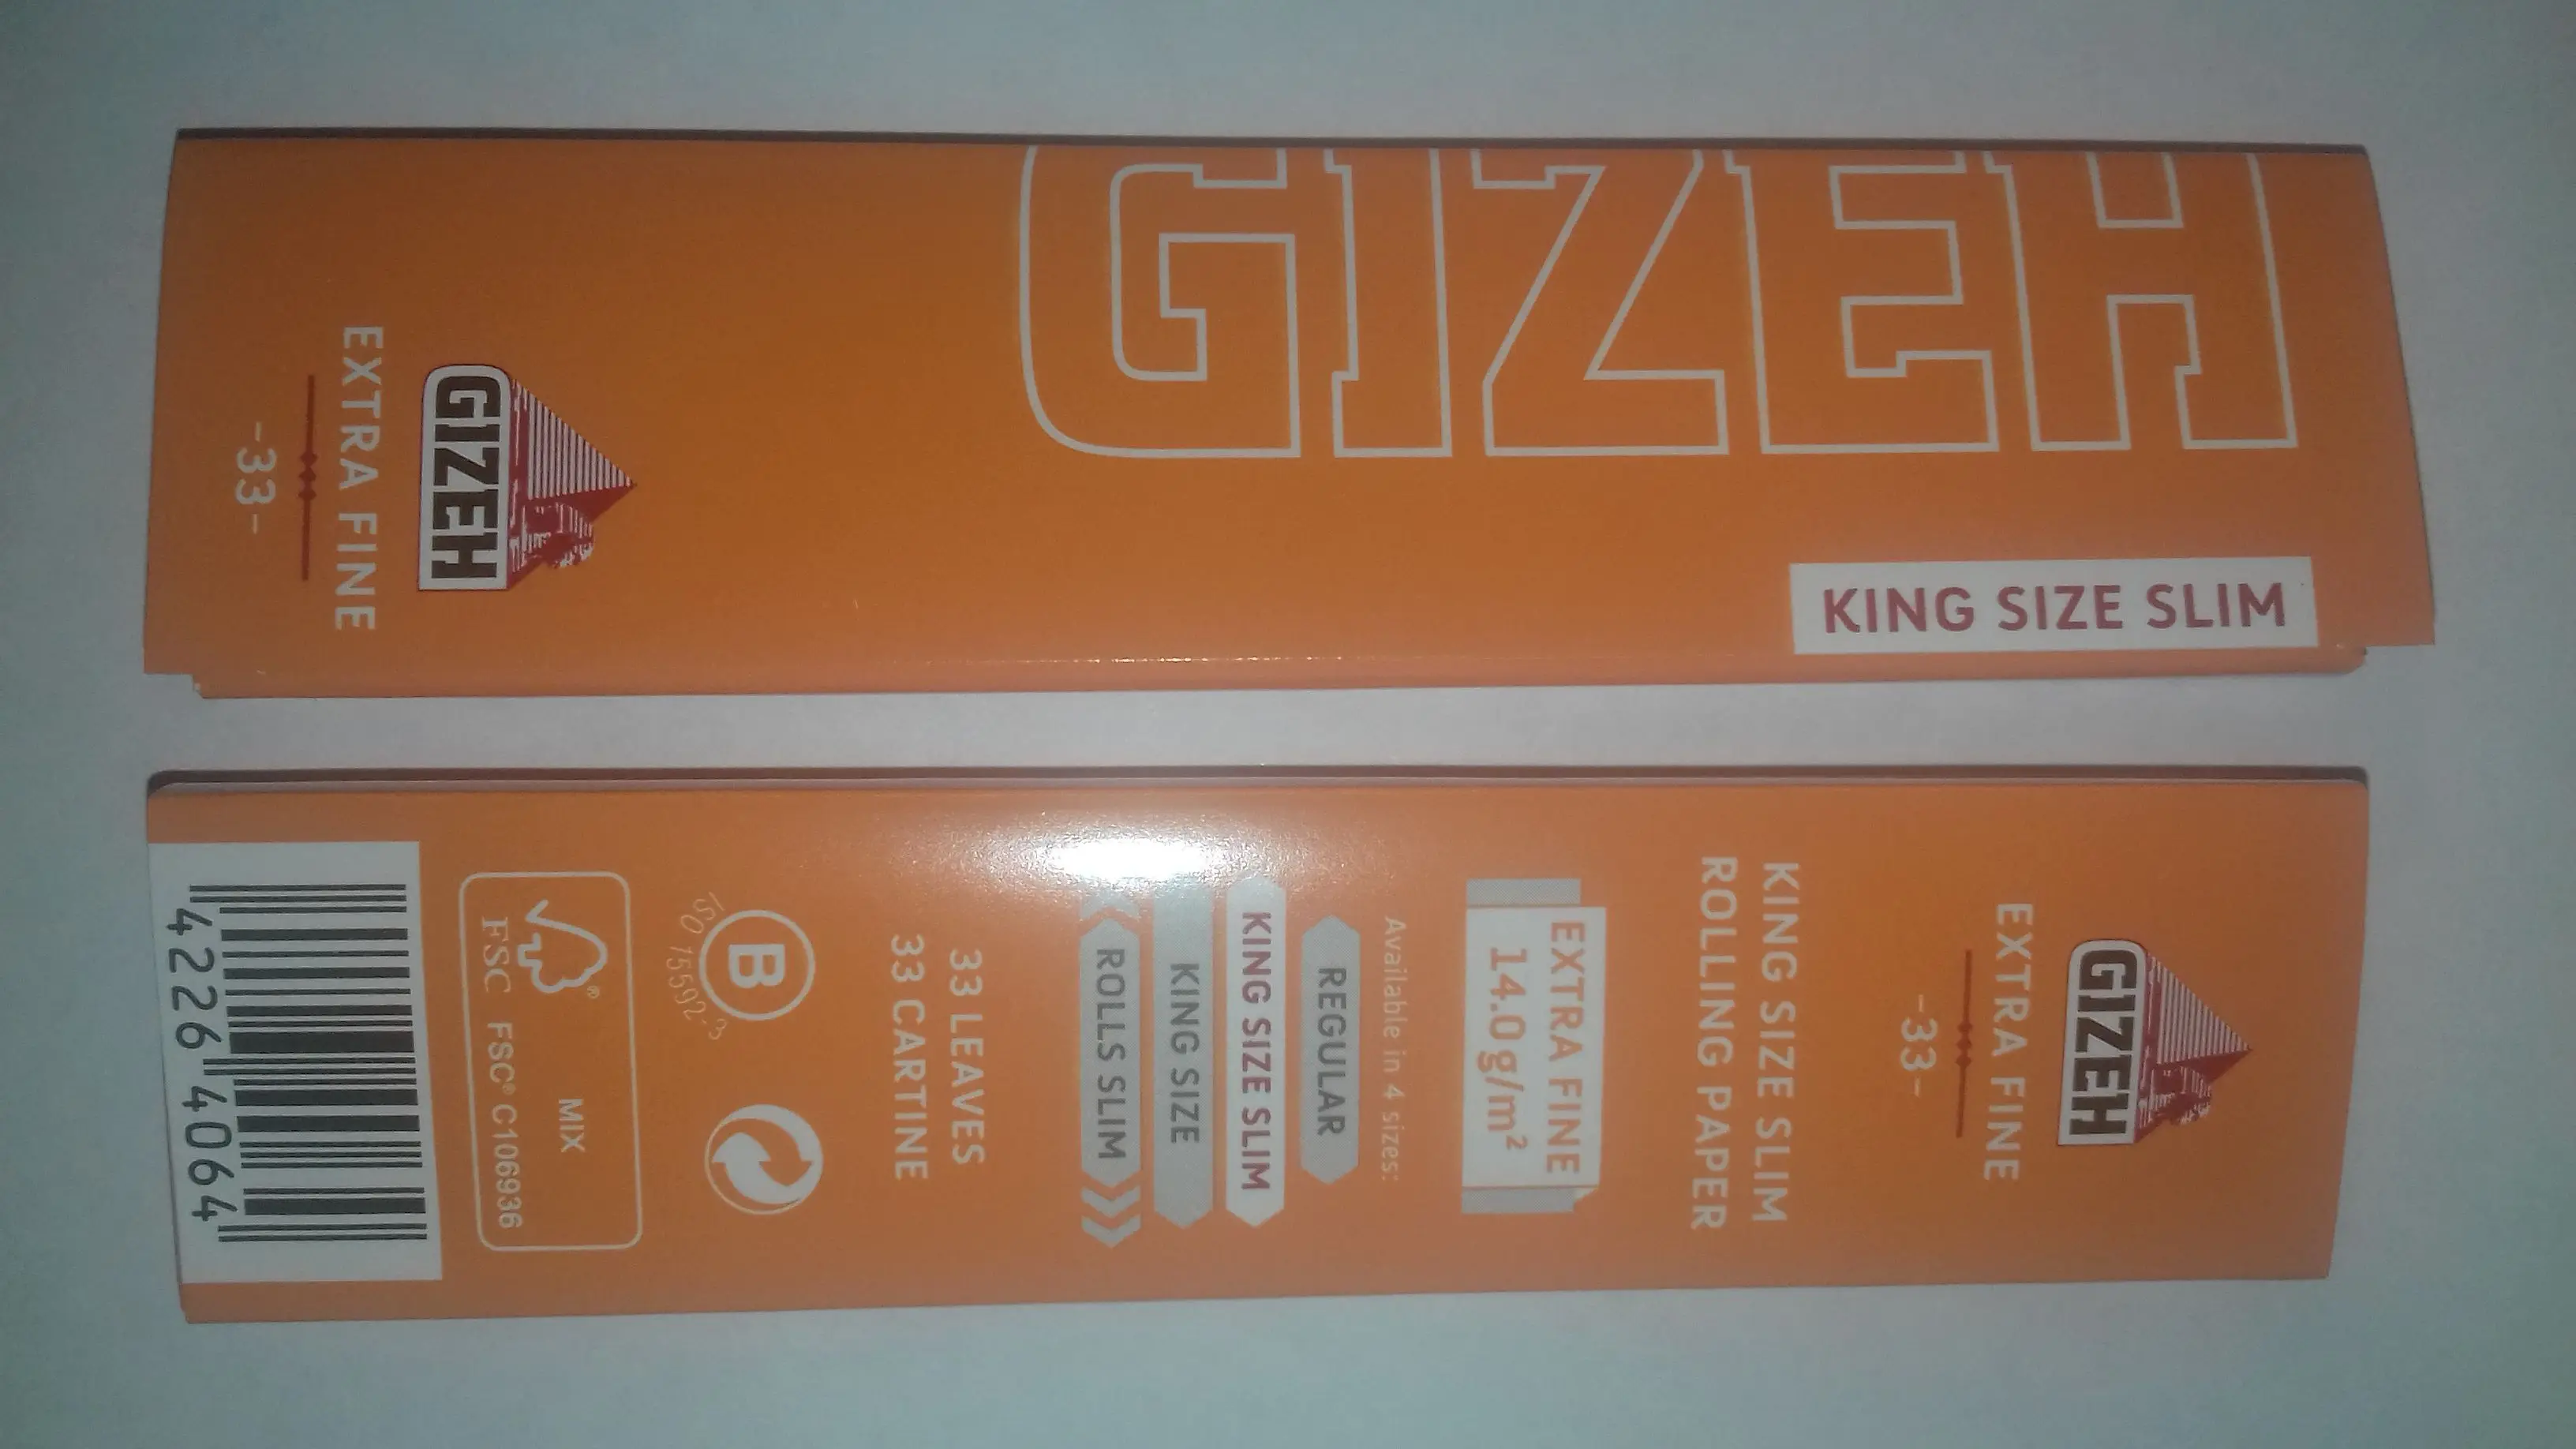 GIZEH
KING SIZE SLIM
GIZEH
EXTRA FINE
-33-
GIZEH
EXTRA FINE
-33-
KING SIZE SLIM
ROLLING PAPER
EXTRA FINE
14.0 g/m²
Available in 4 sizes:
REGULAR
KING SIZE SLIM
KING SIZE
ROLLS SLIM
33 LEAVES
33 CARTINE
B
ISO 15592-3
®
MIX
FSC FSC® C106936
4226 4064